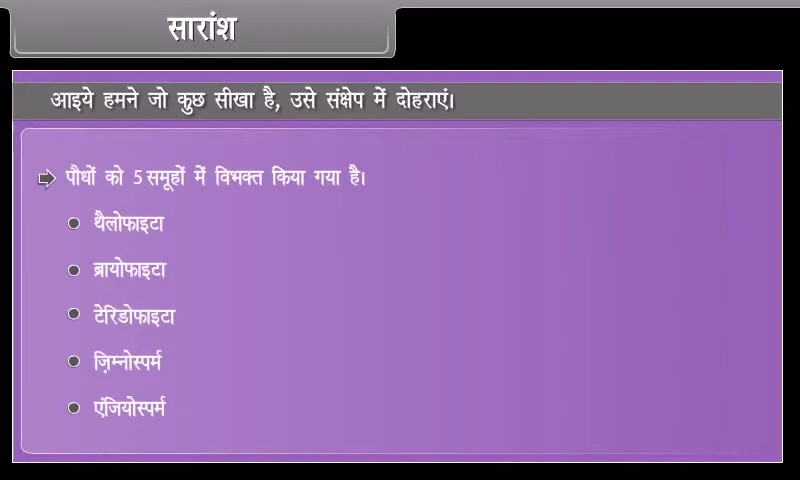 सारांश
आइये हमने जो कुछ सीखा है, उसे संक्षेप में दोहराएं।
पौधों को 5 समूहों में विभक्त किया गया है।
थैलोफाइटा
ब्रायोफाइटा
टेरिडोफाइटा
ज़िम्नोस्पर्म
एंजियोस्पर्म